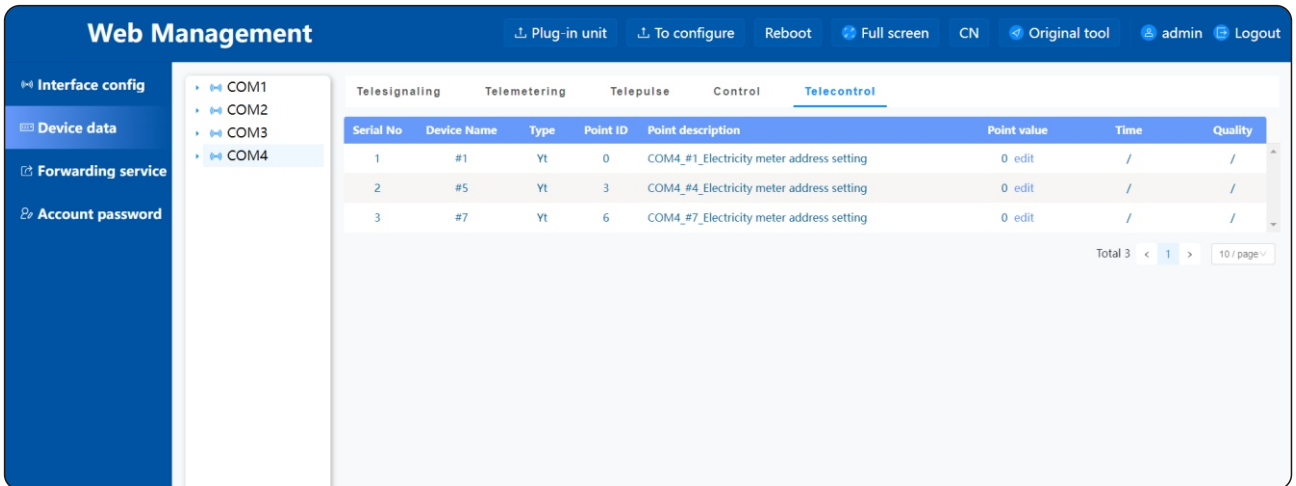 Web Management Plug-in unit To configure Reboot Full screen CN Original tool admin Logout
Interface config
Device data
Forwarding service
Account password
COM1
COM2
COM3
COM4
Telesignaling Telemetering Telepulse Control Telecontrol
Serial No Device Name Type Point ID Point description Point value Time Quality
1 #1 Yt 0 COM4_#1_Electricity meter address setting 0 edit / /
2 #5 Yt 3 COM4_#4_Electricity meter address setting 0 edit / /
3 #7 Yt 6 COM4_#7_Electricity meter address setting 0 edit / /
Total 3 < 1 > 10 / page